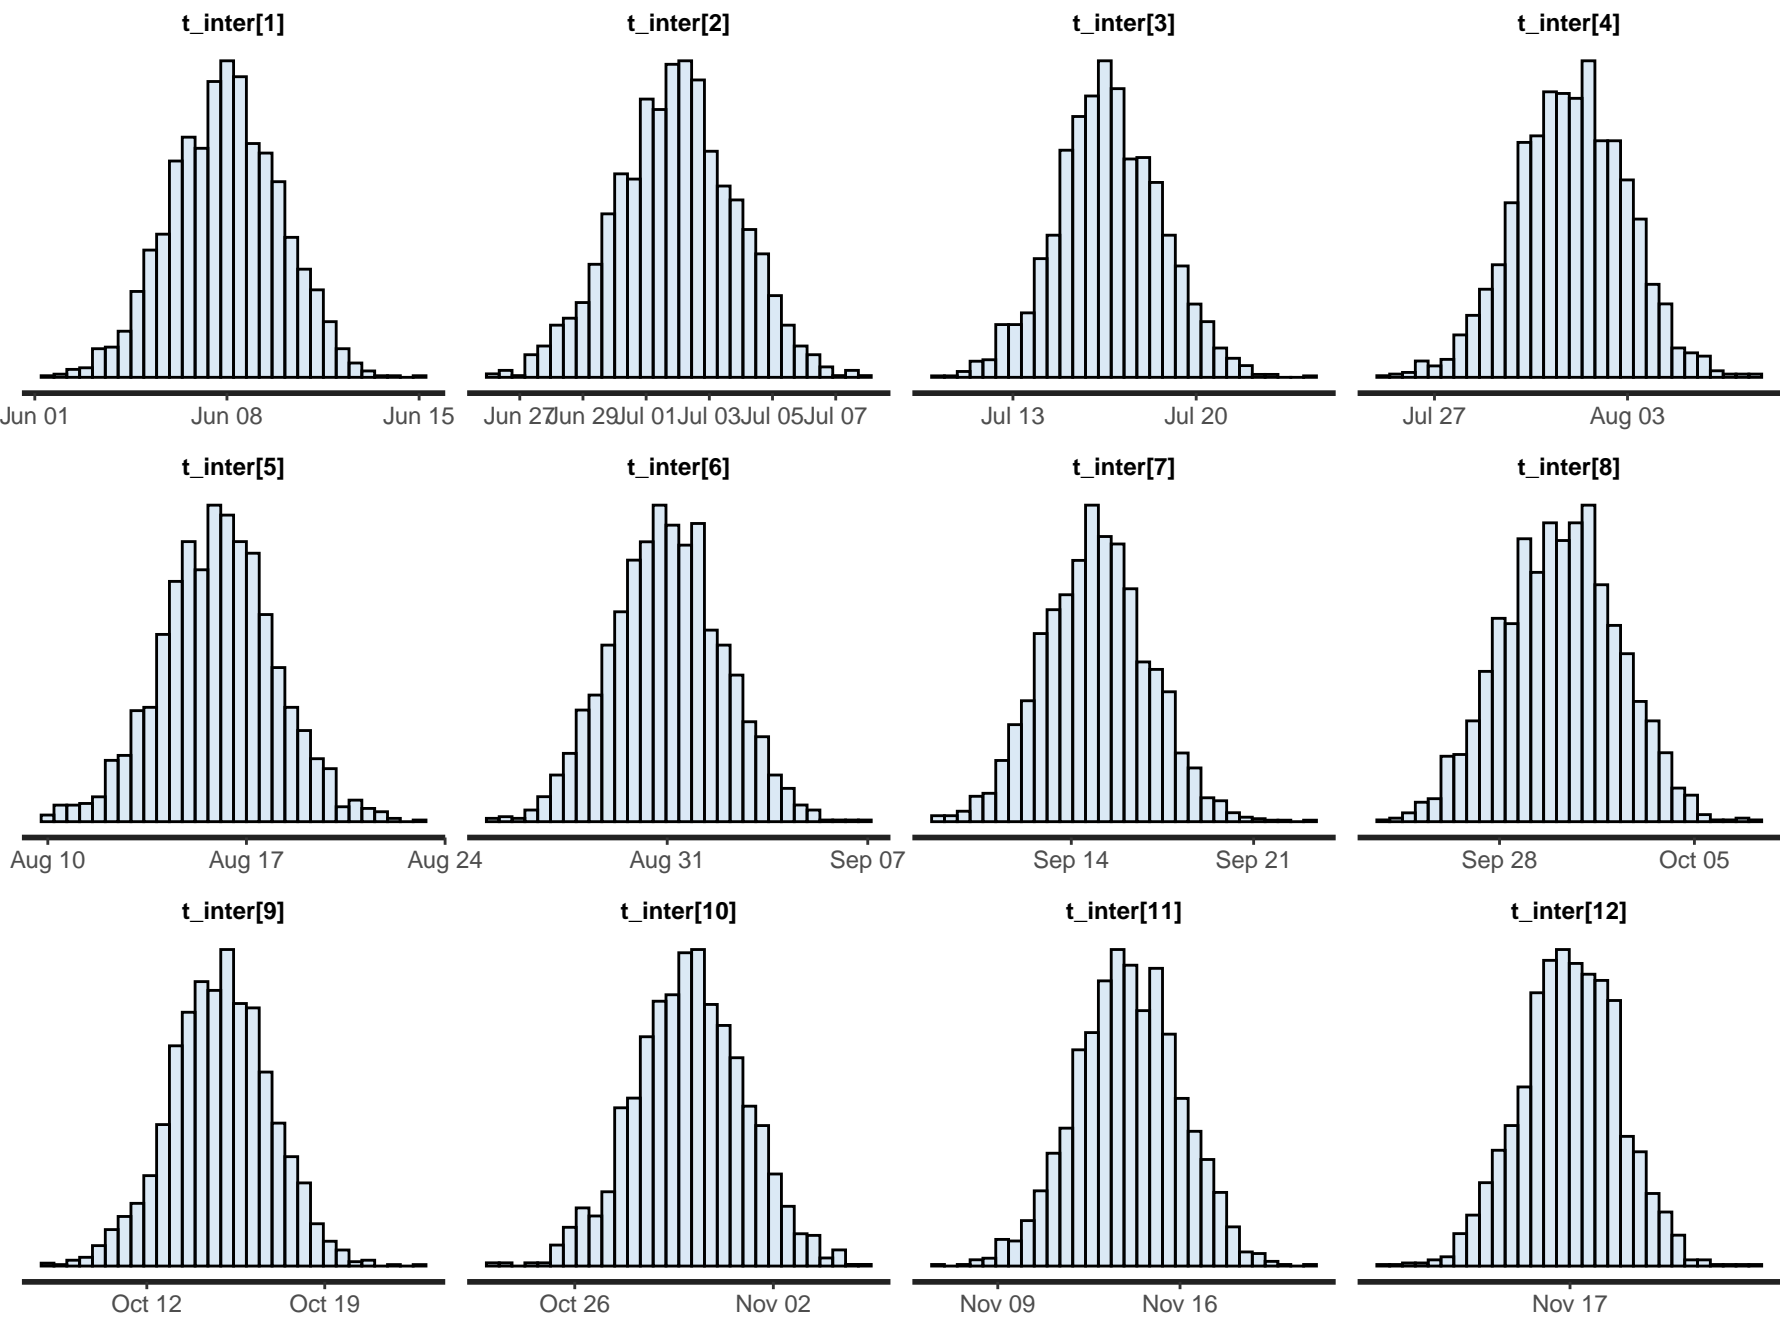 t_inter[1] t_inter[2] t_inter[3] t_inter[4]
Jun 01 Jun 08 Jun 15 Jun 27 Jun 29 Jul 01 Jul 03 Jul 05 Jul 07 Jul 13 Jul 20 Jul 27 Aug 03
t_inter[5] t_inter[6] t_inter[7] t_inter[8]
Aug 10 Aug 17 Aug 24 Aug 31 Sep 07 Sep 14 Sep 21 Sep 28 Oct 05
t_inter[9] t_inter[10] t_inter[11] t_inter[12]
Oct 12 Oct 19 Oct 26 Nov 02 Nov 09 Nov 16 Nov 17